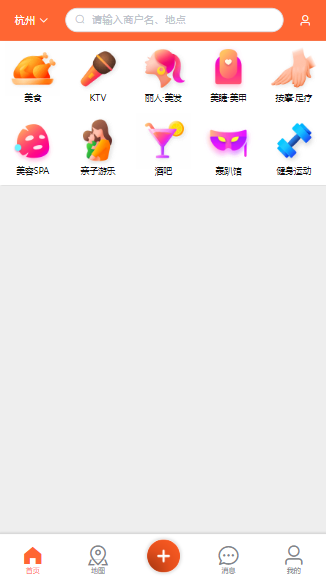 杭州
请输入商户名、地点
美食 KTV 丽人·美发 美睫·美甲 按摩·足疗
美容SPA 亲子游乐 酒吧 轰趴馆 健身运动
首页 地图 消息 我的